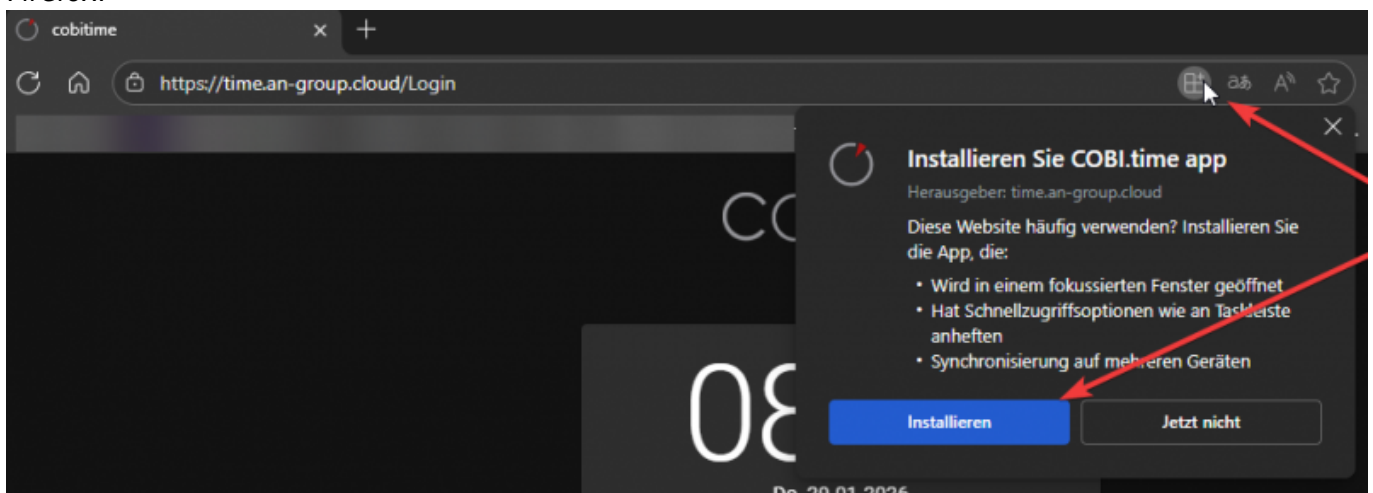 cobitime
https://time.an-group.cloud/Login
Installieren Sie COBI.time app
Herausgeber: time.an-group.cloud
Diese Website häufig verwenden? Installieren Sie
die App, die:
• Wird in einem fokussierten Fenster geöffnet
• Hat Schnellzugriffsoptionen wie an Taskleiste
anheften
• Synchronisierung auf mehreren Geräten
CO
08
Installieren
Jetzt nicht